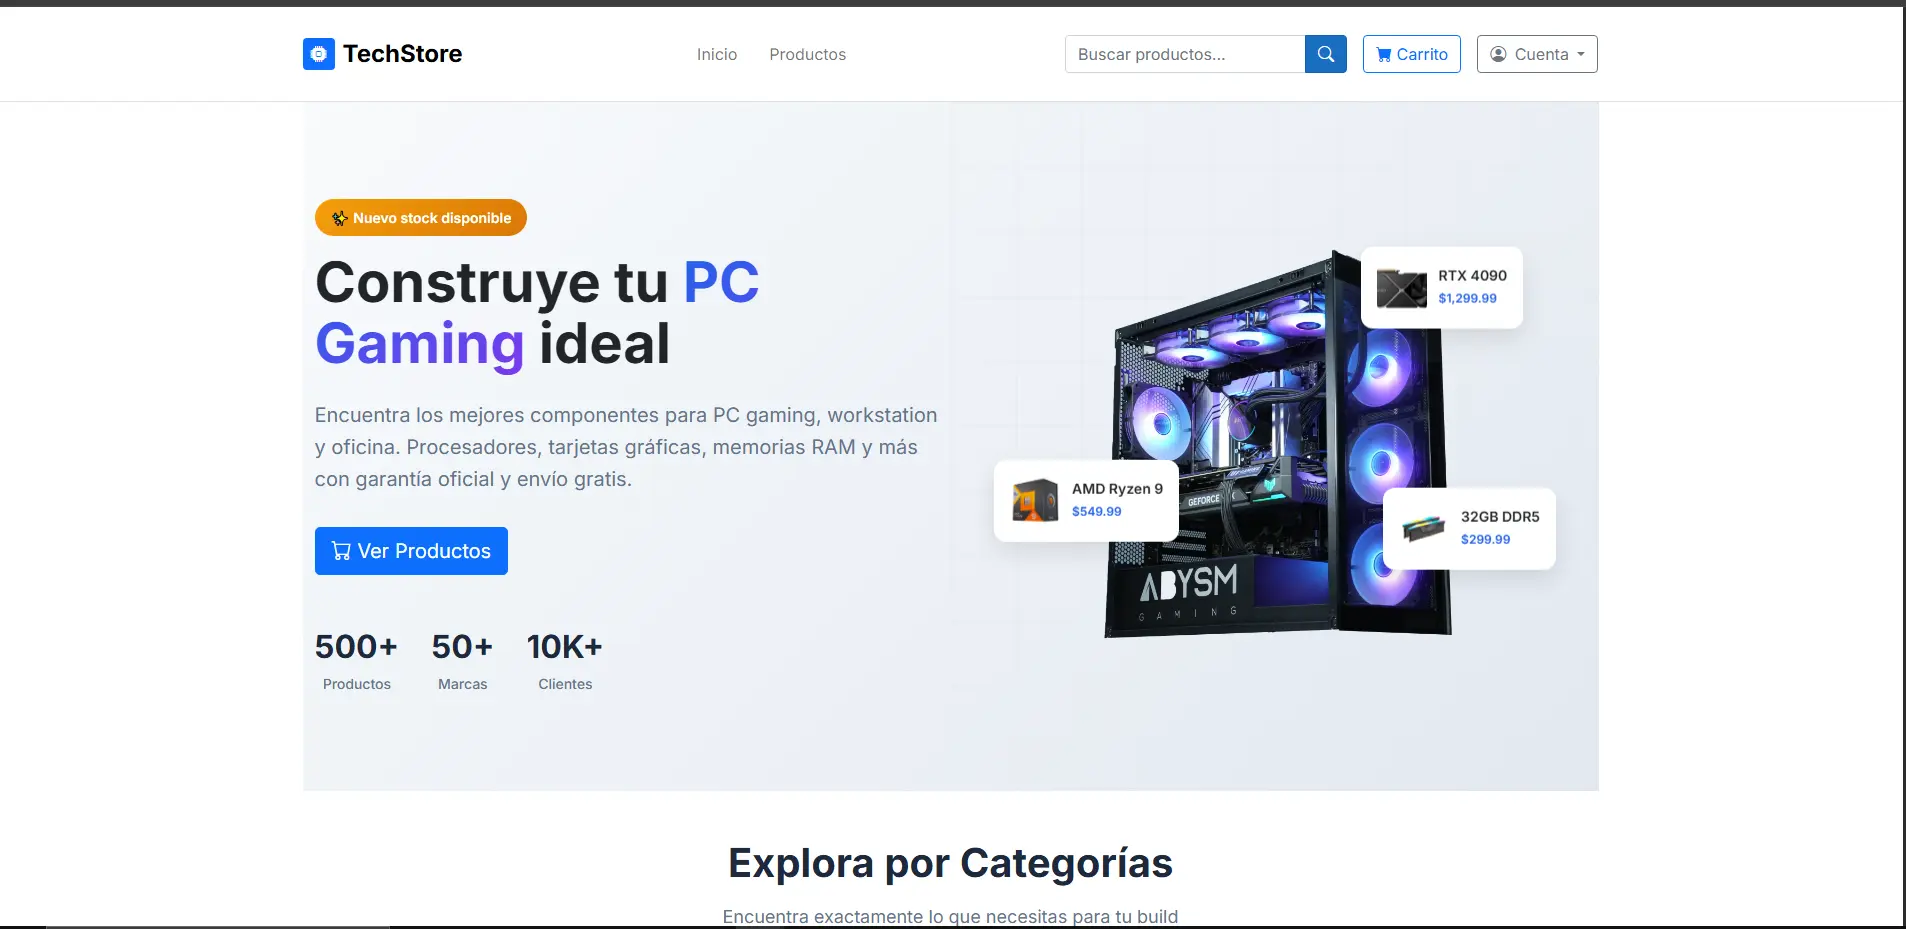 TechStore
Inicio
Productos
Buscar productos...
Carrito
Cuenta
Nuevo stock disponible
Construye tu PC
Gaming ideal
Encuentra los mejores componentes para PC gaming, workstation
y oficina. Procesadores, tarjetas gráficas, memorias RAM y más
con garantía oficial y envío gratis.
Ver Productos
500+
Productos
50+
Marcas
10K+
Clientes
RTX 4090
$1,299.99
AMD Ryzen 9
$549.99
32GB DDR5
$299.99
GEFORCE
ABYSM
GAMING
Explora por Categorías
Encuentra exactamente lo que necesitas para tu build